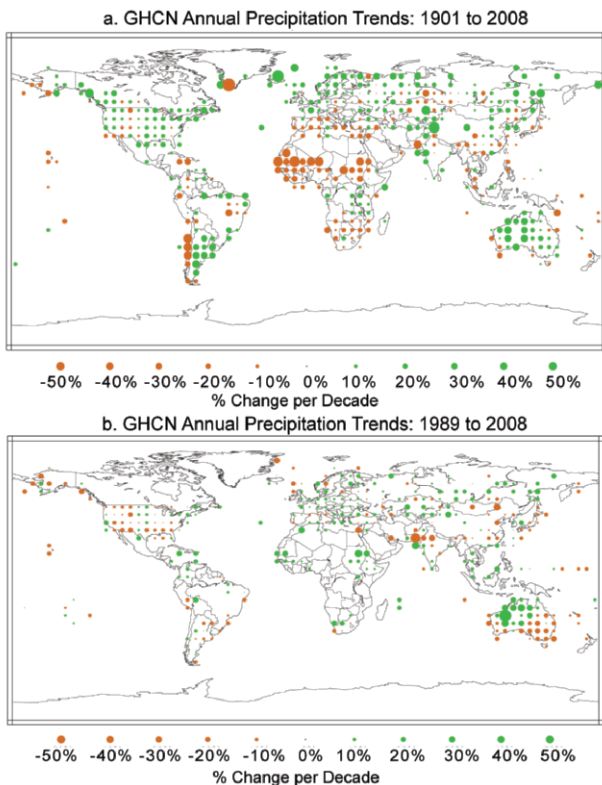 a. GHCN Annual Precipitation Trends: 1901 to 2008
-50% -40% -30% -20% -10% 0% 10% 20% 30% 40% 50%
% Change per Decade
b. GHCN Annual Precipitation Trends: 1989 to 2008
-50% -40% -30% -20% -10% 0% 10% 20% 30% 40% 50%
% Change per Decade